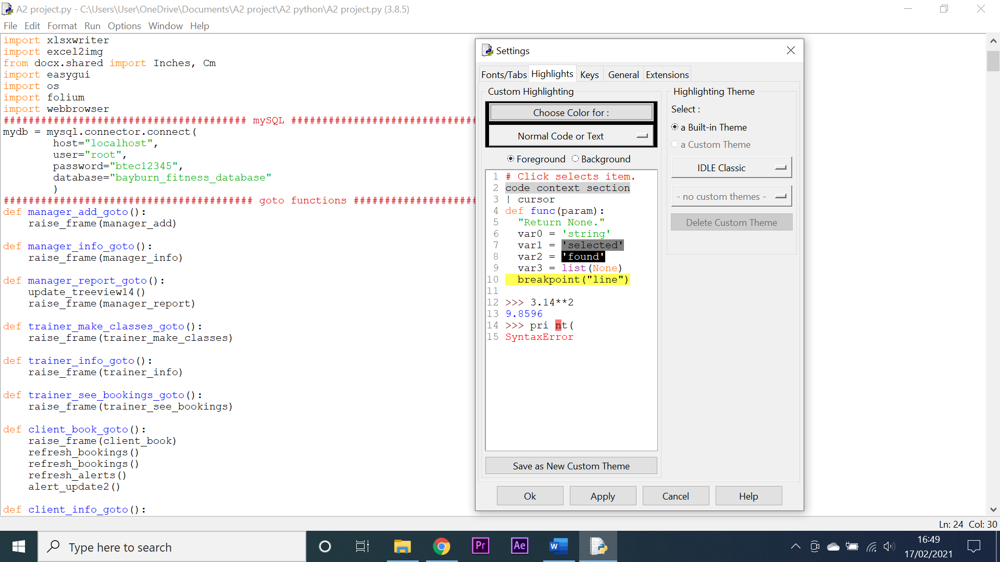 A2 project.py - C:\Users\User\OneDrive\Documents\A2 project\A2 python\A2 project.py (3.8.5)
File Edit Format Run Options Window Help
import xlsxwriter
import excel2img
from docx.shared import Inches, Cm
import easygui
import os
import folium
import webbrowser
####################################### mySQL ##############################
mydb = mysql.connector.connect(
        host="localhost",
        user="root",
        password="btec12345",
        database="bayburn_fitness_database"
        )
######################################## goto functions ####################
def manager_add_goto():
    raise_frame(manager_add)
def manager_info_goto():
    raise_frame(manager_info)
def manager_report_goto():
    update_treeview14()
    raise_frame(manager_report)
def trainer_make_classes_goto():
    raise_frame(trainer_make_classes)
def trainer_info_goto():
    raise_frame(trainer_info)
def trainer_see_bookings_goto():
    raise_frame(trainer_see_bookings)
def client_book_goto():
    raise_frame(client_book)
    refresh_bookings()
    refresh_bookings()
    refresh_alerts()
    alert_update2()
def client_info_goto():
Settings
Fonts/Tabs Highlights Keys General Extensions
Custom Highlighting
Choose Color for :
Normal Code or Text
Foreground Background
1 # Click selects item.
2 code context section
3 | cursor
4 def func(param):
5   "Return None."
6   var0 = 'string'
7   var1 = 'selected'
8   var2 = 'found'
9   var3 = list(None)
10   breakpoint("line")
11
12 >>> 3.14**2
13 9.8596
14 >>> pri nt(
15 SyntaxError
Save as New Custom Theme
Highlighting Theme
Select :
a Built-in Theme
a Custom Theme
IDLE Classic
- no custom themes -
Delete Custom Theme
Ok Apply Cancel Help
Ln: 24 Col: 30
Type here to search
Pr
Ae
W
16:49
17/02/2021